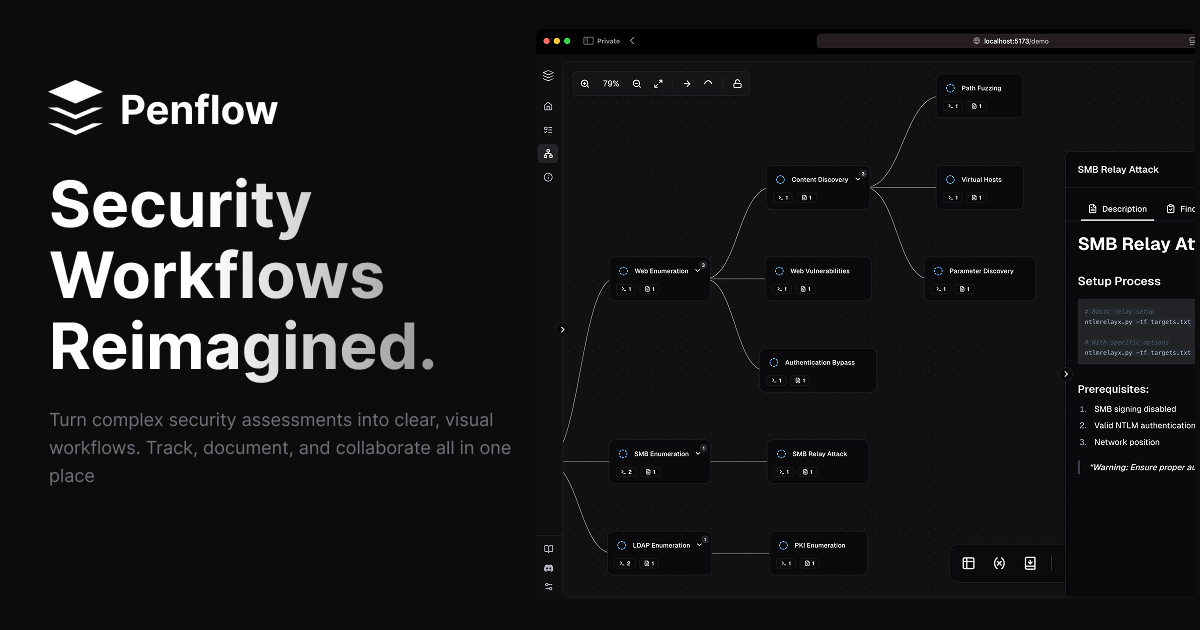 Penflow
Security
Workflows
Reimagined.
Turn complex security assessments into clear, visual
workflows. Track, document, and collaborate all in one
place
Private
localhost:5173/demo
79%
Path Fuzzing
1 1
Content Discovery 3
1 1
Virtual Hosts
1 1
Web Enumeration 3
1 1
Web Vulnerabilities
1 1
Parameter Discovery
1 1
Authentication Bypass
1 1
SMB Enumeration 1
2 1
SMB Relay Attack
1 1
LDAP Enumeration 1
2 1
PKI Enumeration
1 1
SMB Relay Attack
Description Find
SMB Relay At
Setup Process
# Basic relay setup
ntlmrelayx.py -tf targets.txt
# With specific options
ntlmrelayx.py -tf targets.txt
Prerequisites:
1. SMB signing disabled
2. Valid NTLM authentication
3. Network position
"Warning: Ensure proper au